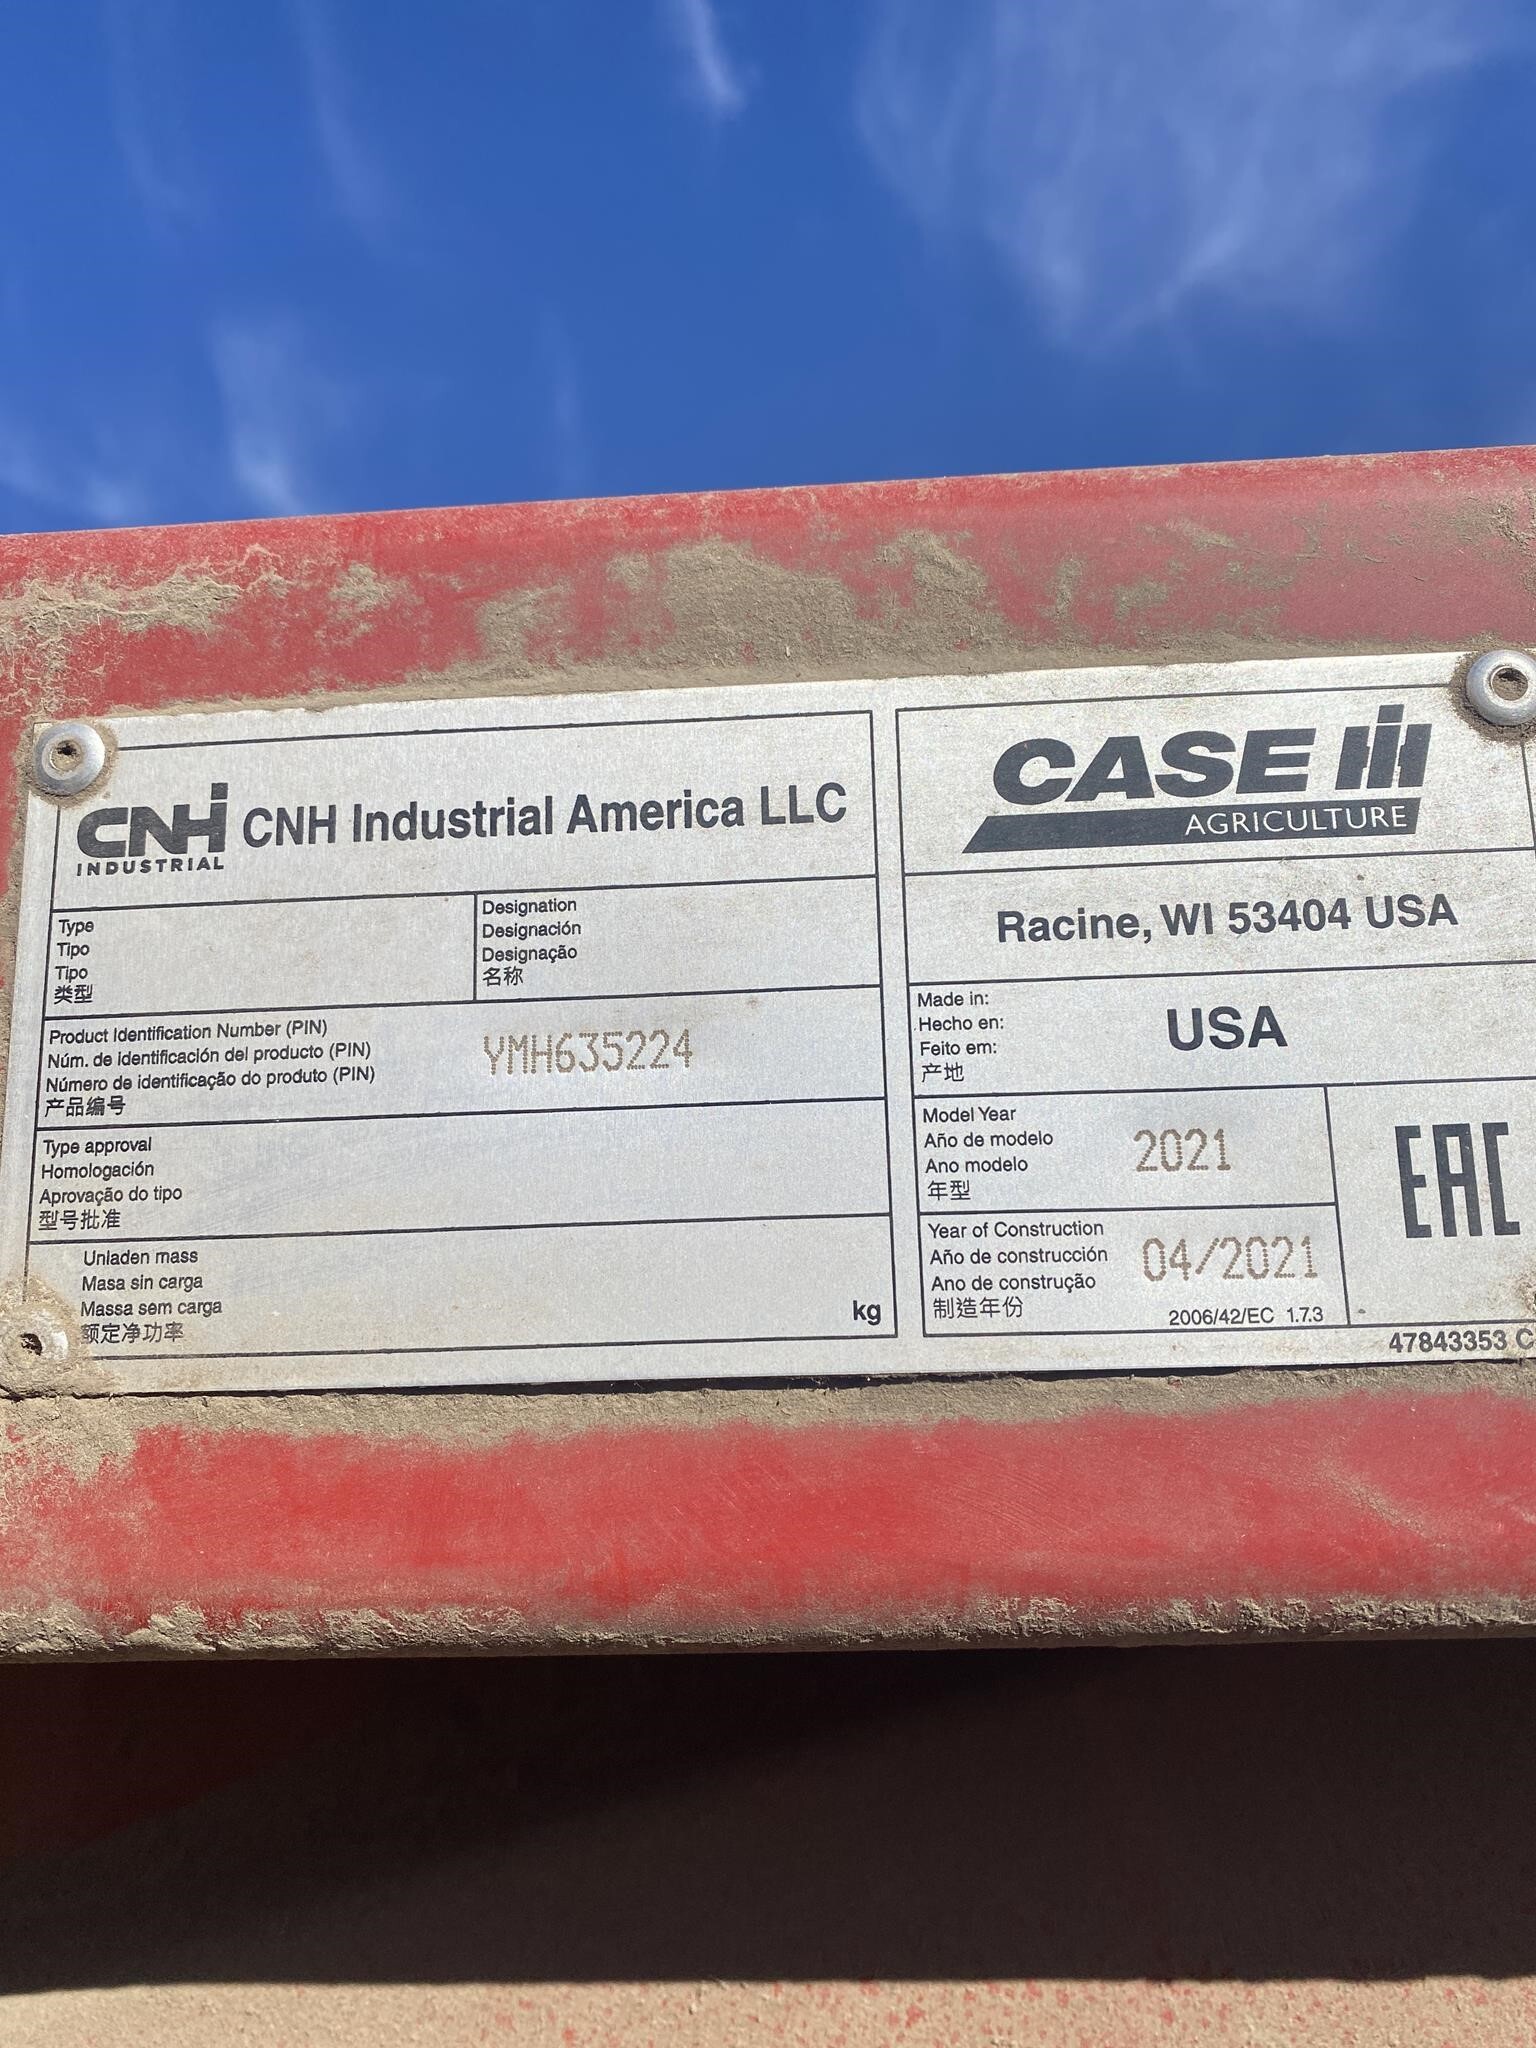 CNH
INDUSTRIAL
CNH Industrial America LLC
Type
Tipo
Tipo
类型
Designation
Designación
Designação
名称
Product Identification Number (PIN)
Núm. de identificación del producto (PIN)
Número de identificação do produto (PIN)
产品编号
YMH635224
Type approval
Homologación
Aprovação do tipo
型号批准
Unladen mass
Masa sin carga
Massa sem carga
额定净功率
kg
CASE IH
AGRICULTURE
Racine, WI 53404 USA
Made in:
Hecho en:
Feito em:
产地
USA
Model Year
Año de modelo
Ano modelo
年型
2021
Year of Construction
Año de construcción
Ano de construção
制造年份
04/2021
2006/42/EC 1.7.3
EAC
47843353 C